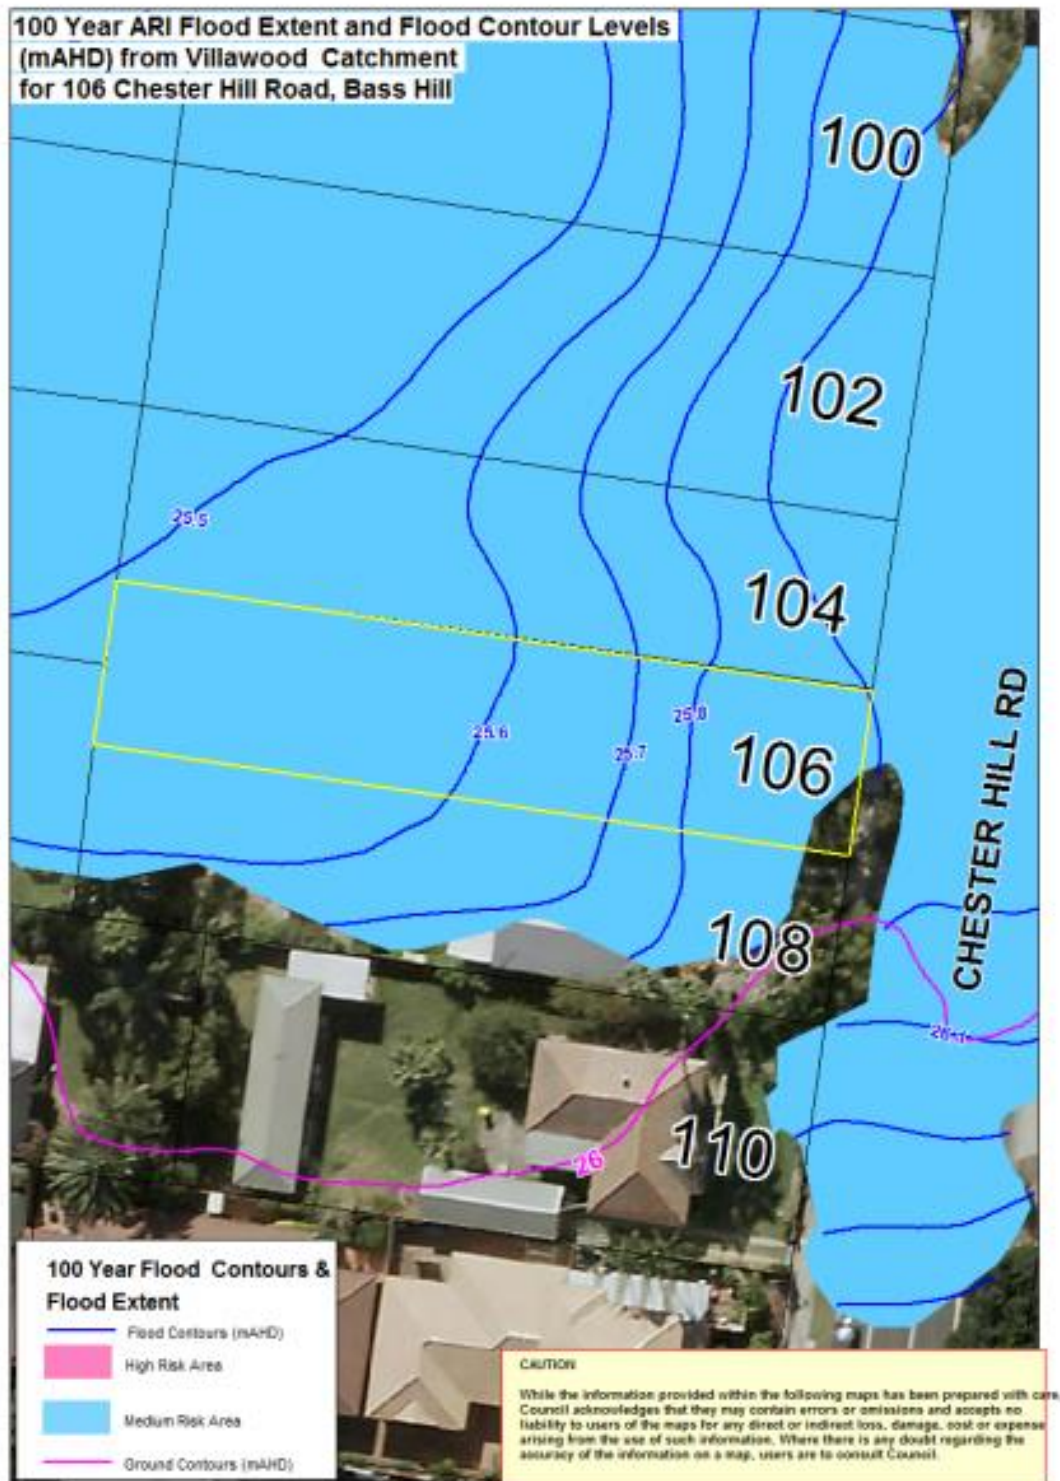 100 Year ARI Flood Extent and Flood Contour Levels
(mAHD) from Villawood Catchment
for 106 Chester Hill Road, Bass Hill
100
102
25.5
104
25.6
25.7
25.8
106
CHESTER HILL RD
108
26.1
110
26
100 Year Flood Contours &
Flood Extent
Flood Contours (mAHD)
High Risk Area
Medium Risk Area
Ground Contours (mAHD)
CAUTION
While the information provided within the following maps has been prepared with care,
Council acknowledges that they may contain errors or omissions and accepts no
liability to users of the maps for any direct or indirect loss, damage, cost or expense
arising from the use of such information. Where there is any doubt regarding the
accuracy of the information on a map, users are to consult Council.